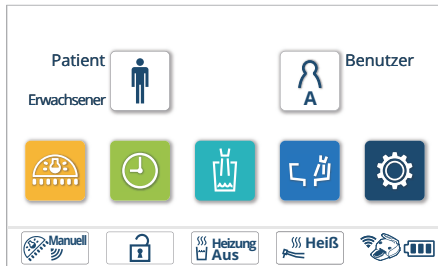 Patient
Erwachsener
Benutzer
A
Manuell
Heizung
Aus
Heiß